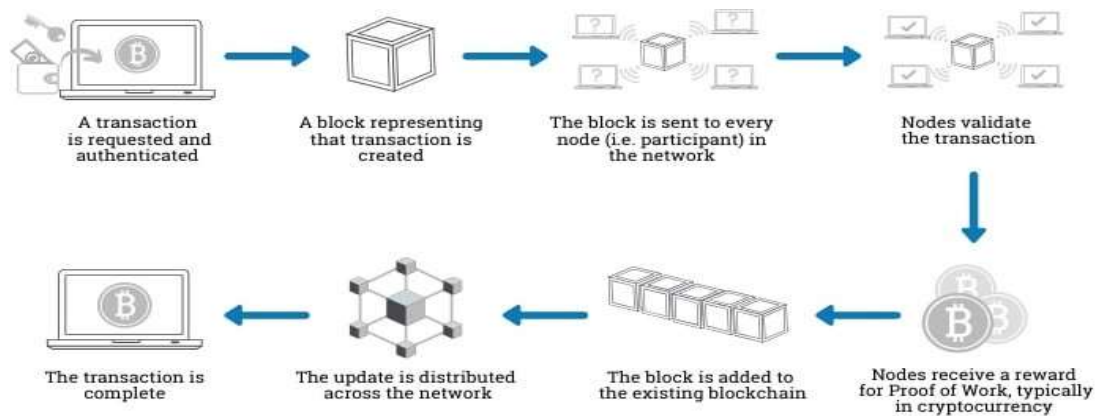 A transaction
is requested and
authenticated
A block representing
that transaction is
created
The block is sent to every
node (i.e. participant) in
the network
Nodes validate
the transaction
Nodes receive a reward
for Proof of Work, typically
in cryptocurrency
The block is added to
the existing blockchain
The update is distributed
across the network
The transaction is
complete